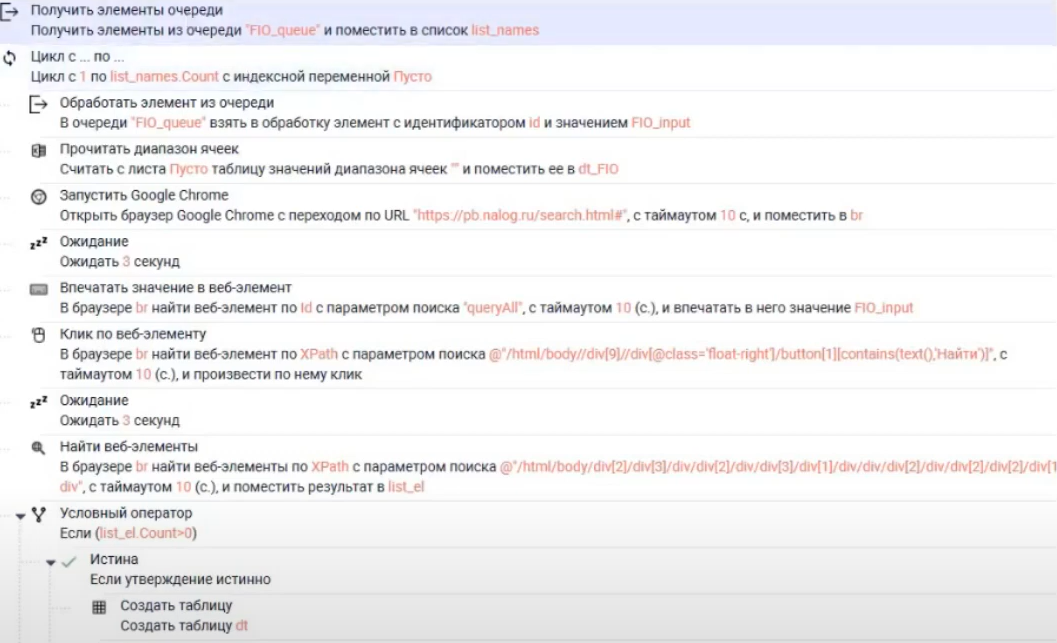 Получить элементы очереди
Получить элементы из очереди "FIO_queue" и поместить в список list_names
Цикл с ... по ...
Цикл с 1 по list_names.Count с индексной переменной Пусто
Обработать элемент из очереди
В очереди "FIO_queue" взять в обработку элемент с идентификатором id и значением FIO_input
Прочитать диапазон ячеек
Считать с листа Пусто таблицу значений диапазона ячеек "" и поместить ее в dt_FIO
Запустить Google Chrome
Открыть браузер Google Chrome с переходом по URL "https://pb.nalog.ru/search.html#", с таймаутом 10 с, и поместить в br
Ожидание
Ожидать 3 секунд
Впечатать значение в веб-элемент
В браузере br найти веб-элемент по Id с параметром поиска "queryAll", с таймаутом 10 (с.), и впечатать в него значение FIO_input
Клик по веб-элементу
В браузере br найти веб-элемент по XPath с параметром поиска @"/html/body//div[9]//div[@class='float-right']/button[1][contains(text(),'Найти')]", с
таймаутом 10 (с.), и произвести по нему клик
Ожидание
Ожидать 3 секунд
Найти веб-элементы
В браузере br найти веб-элементы по XPath с параметром поиска @"/html/body/div[2]/div[3]/div/div[2]/div/div[3]/div[1]/div/div/div[2]/div/div[2]/div[2]/div[1
div", с таймаутом 10 (с.), и поместить результат в list_el
Условный оператор
Если (list_el.Count>0)
Истина
Если утверждение истинно
Создать таблицу
Создать таблицу dt